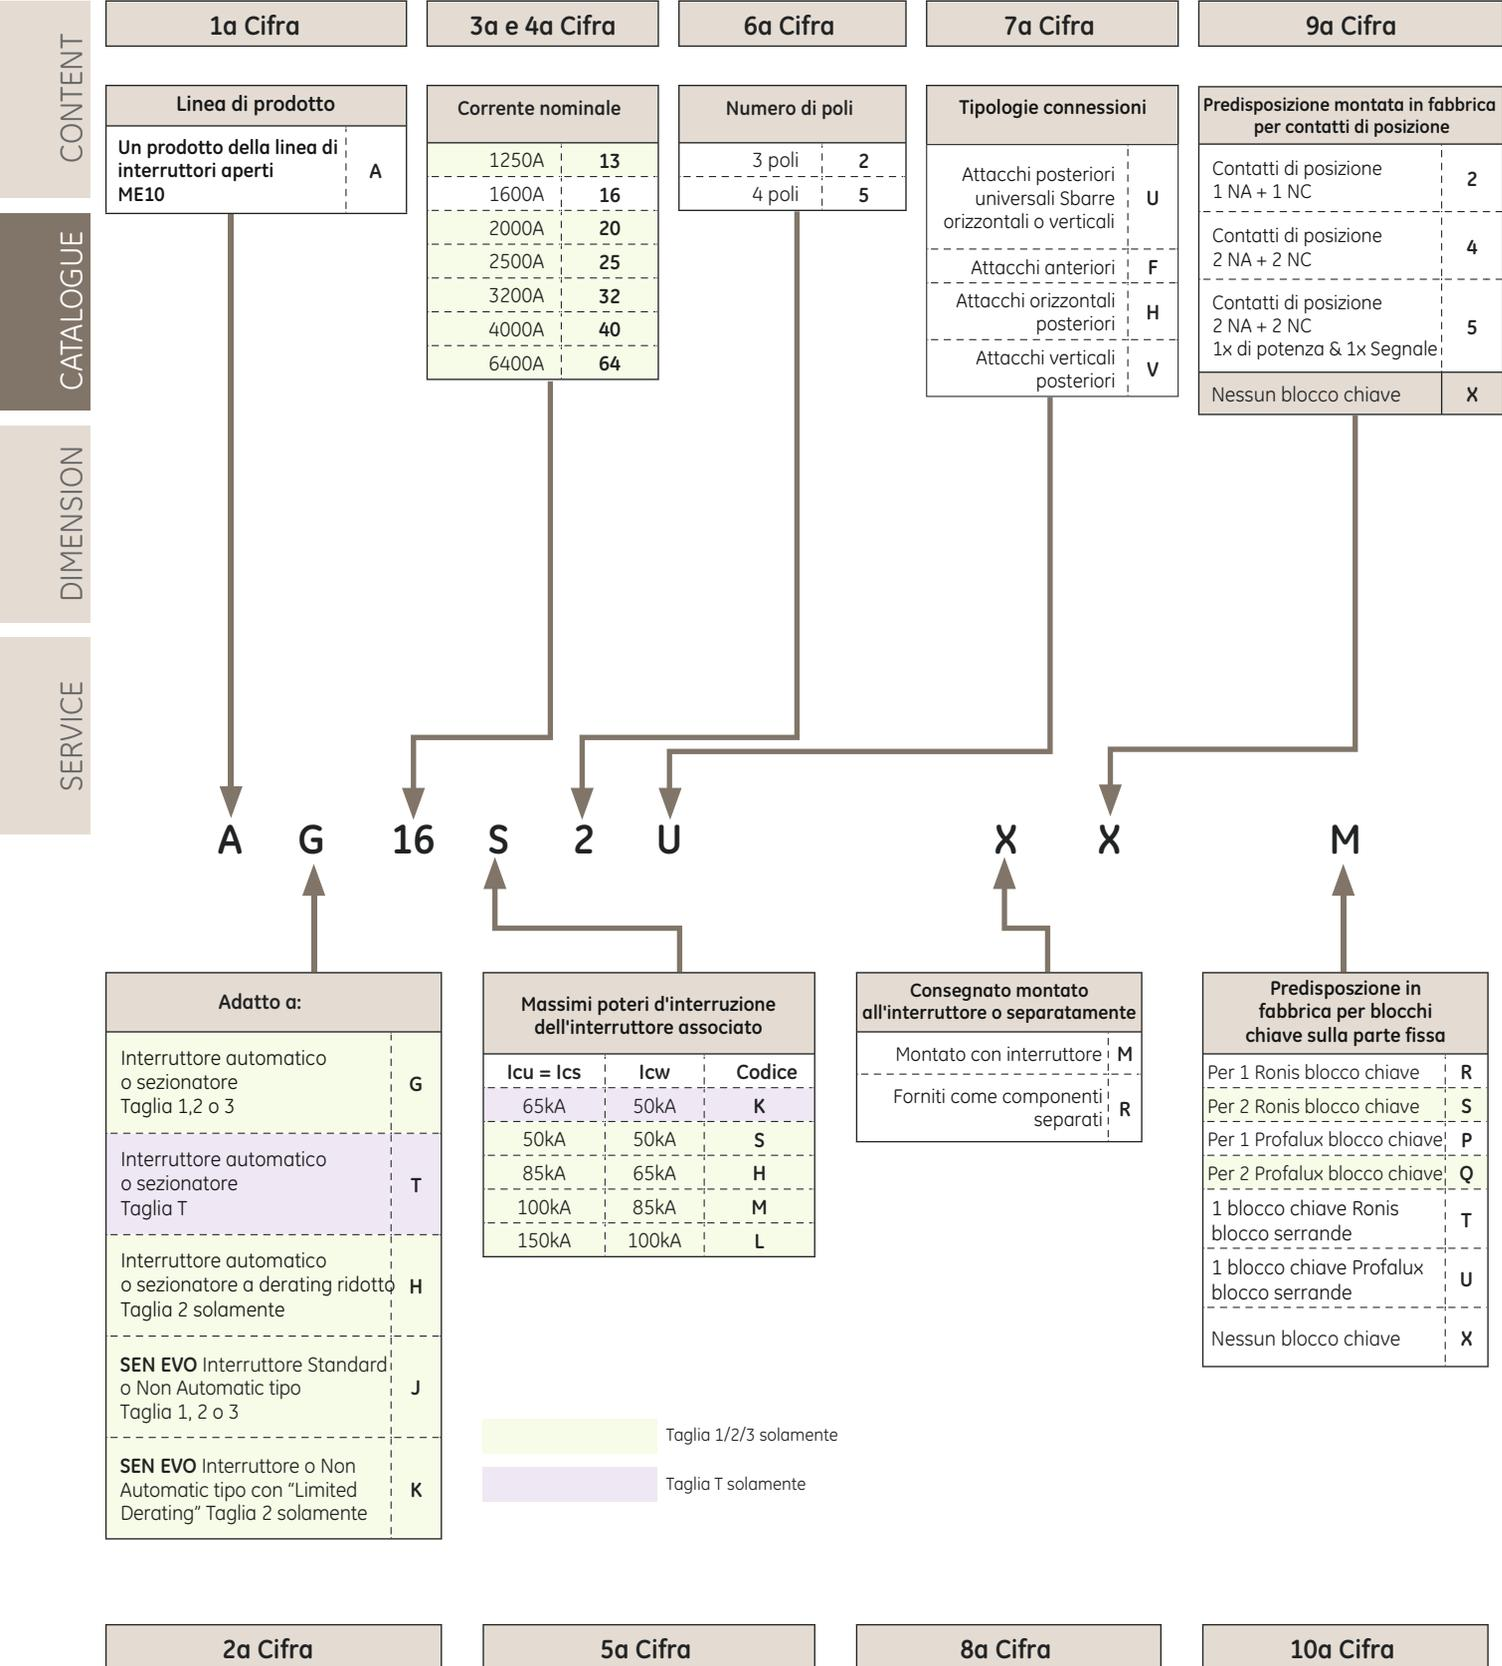 CONTENT
CATALOGUE
DIMENSION
SERVICE
1a Cifra
3a e 4a Cifra
6a Cifra
7a Cifra
9a Cifra
Linea di prodotto
Un prodotto della linea di
interruttori aperti
ME10
A
Corrente nominale
1250A 13
1600A 16
2000A 20
2500A 25
3200A 32
4000A 40
6400A 64
Numero di poli
3 poli 2
4 poli 5
Tipologie connessioni
Attacchi posteriori
universali Sbarre
orizzontali o verticali
U
Attacchi anteriori F
Attacchi orizzontali
posteriori
H
Attacchi verticali
posteriori
V
Predisposizione montata in fabbrica
per contatti di posizione
Contatti di posizione
1 NA + 1 NC
2
Contatti di posizione
2 NA + 2 NC
4
Contatti di posizione
2 NA + 2 NC
1x di potenza & 1x Segnale
5
Nessun blocco chiave X
A G 16 S 2 U X X M
Adatto a:
Interruttore automatico
o sezionatore
Taglia 1,2 o 3
G
Interruttore automatico
o sezionatore
Taglia T
T
Interruttore automatico
o sezionatore a derating ridotto
Taglia 2 solamente
H
SEN EVO Interruttore Standard
o Non Automatic tipo
Taglia 1, 2 o 3
J
SEN EVO Interruttore o Non
Automatic tipo con “Limited
Derating” Taglia 2 solamente
K
Massimi poteri d'interruzione
dell'interruttore associato
Icu = Ics Icw Codice
65kA 50kA K
50kA 50kA S
85kA 65kA H
100kA 85kA M
150kA 100kA L
Taglia 1/2/3 solamente
Taglia T solamente
Consegnato montato
all'interruttore o separatamente
Montato con interruttore M
Forniti come componenti
separati
R
Predisposzione in
fabbrica per blocchi
chiave sulla parte fissa
Per 1 Ronis blocco chiave R
Per 2 Ronis blocco chiave S
Per 1 Profalux blocco chiave P
Per 2 Profalux blocco chiave Q
1 blocco chiave Ronis
blocco serrande
T
1 blocco chiave Profalux
blocco serrande
U
Nessun blocco chiave X
2a Cifra
5a Cifra
8a Cifra
10a Cifra